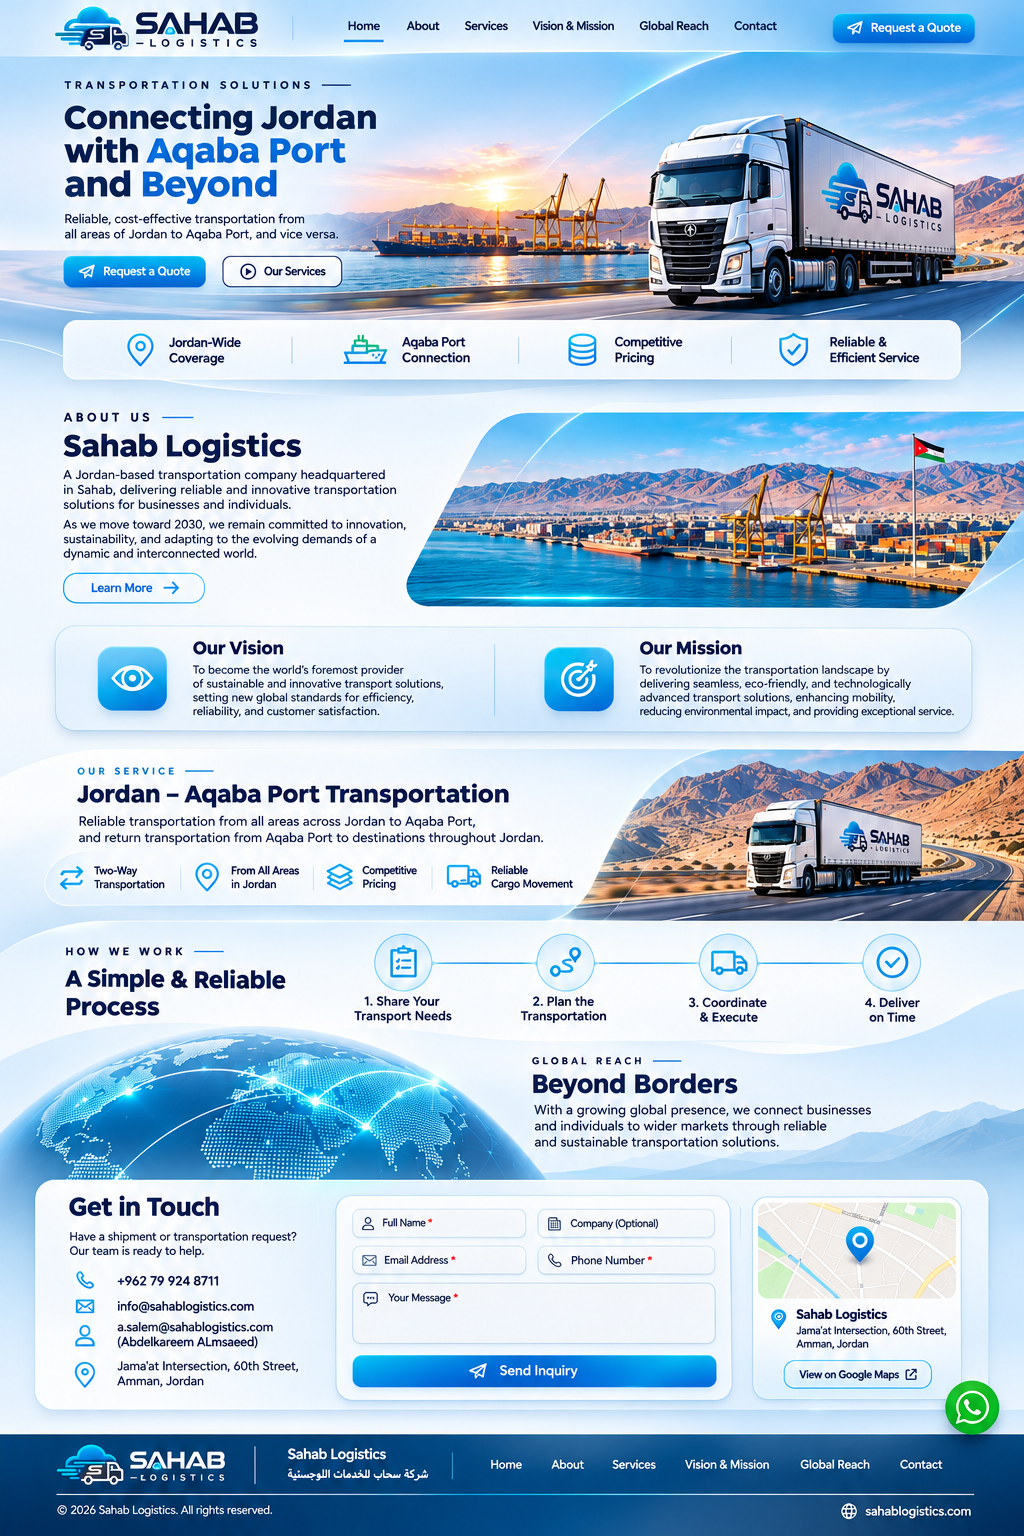 SAHAB
LOGISTICS
Home
About
Services
Vision & Mission
Global Reach
Contact
Request a Quote
TRANSPORTATION SOLUTIONS
Connecting Jordan
with Aqaba Port
and Beyond
Reliable, cost-effective transportation from
all areas of Jordan to Aqaba Port, and vice versa.
Request a Quote
Our Services
SAHAB
LOGISTICS
Jordan-Wide
Coverage
Aqaba Port
Connection
Competitive
Pricing
Reliable &
Efficient Service
ABOUT US
Sahab Logistics
A Jordan-based transportation company headquartered
in Sahab, delivering reliable and innovative transportation
solutions for businesses and individuals.
As we move toward 2030, we remain committed to innovation,
sustainability, and adapting to the evolving demands of a
dynamic and interconnected world.
Learn More
Our Vision
To become the world's foremost provider
of sustainable and innovative transport solutions,
setting new global standards for efficiency,
reliability, and customer satisfaction.
Our Mission
To revolutionize the transportation landscape by
delivering seamless, eco-friendly, and technologically
advanced transport solutions, enhancing mobility,
reducing environmental impact, and providing exceptional service.
OUR SERVICE
Jordan – Aqaba Port Transportation
Reliable transportation from all areas across Jordan to Aqaba Port,
and return transportation from Aqaba Port to destinations throughout Jordan.
Two-Way
Transportation
From All Areas
in Jordan
Competitive
Pricing
Reliable
Cargo Movement
SAHAB
LOGISTICS
HOW WE WORK
A Simple & Reliable
Process
1. Share Your
Transport Needs
2. Plan the
Transportation
3. Coordinate
& Execute
4. Deliver
on Time
GLOBAL REACH
Beyond Borders
With a growing global presence, we connect businesses
and individuals to wider markets through reliable
and sustainable transportation solutions.
Get in Touch
Have a shipment or transportation request?
Our team is ready to help.
+962 79 924 8711
info@sahablogistics.com
a.salem@sahablogistics.com
(Abdelkareem ALmsaeed)
Jama'at Intersection, 60th Street,
Amman, Jordan
Full Name *
Company (Optional)
Email Address *
Phone Number *
Your Message *
Send Inquiry
Sahab Logistics
Jama'at Intersection, 60th Street,
Amman, Jordan
View on Google Maps
SAHAB
LOGISTICS
Sahab Logistics
شركة سحاب للخدمات اللوجستية
Home
About
Services
Vision & Mission
Global Reach
Contact
© 2026 Sahab Logistics. All rights reserved.
sahablogistics.com